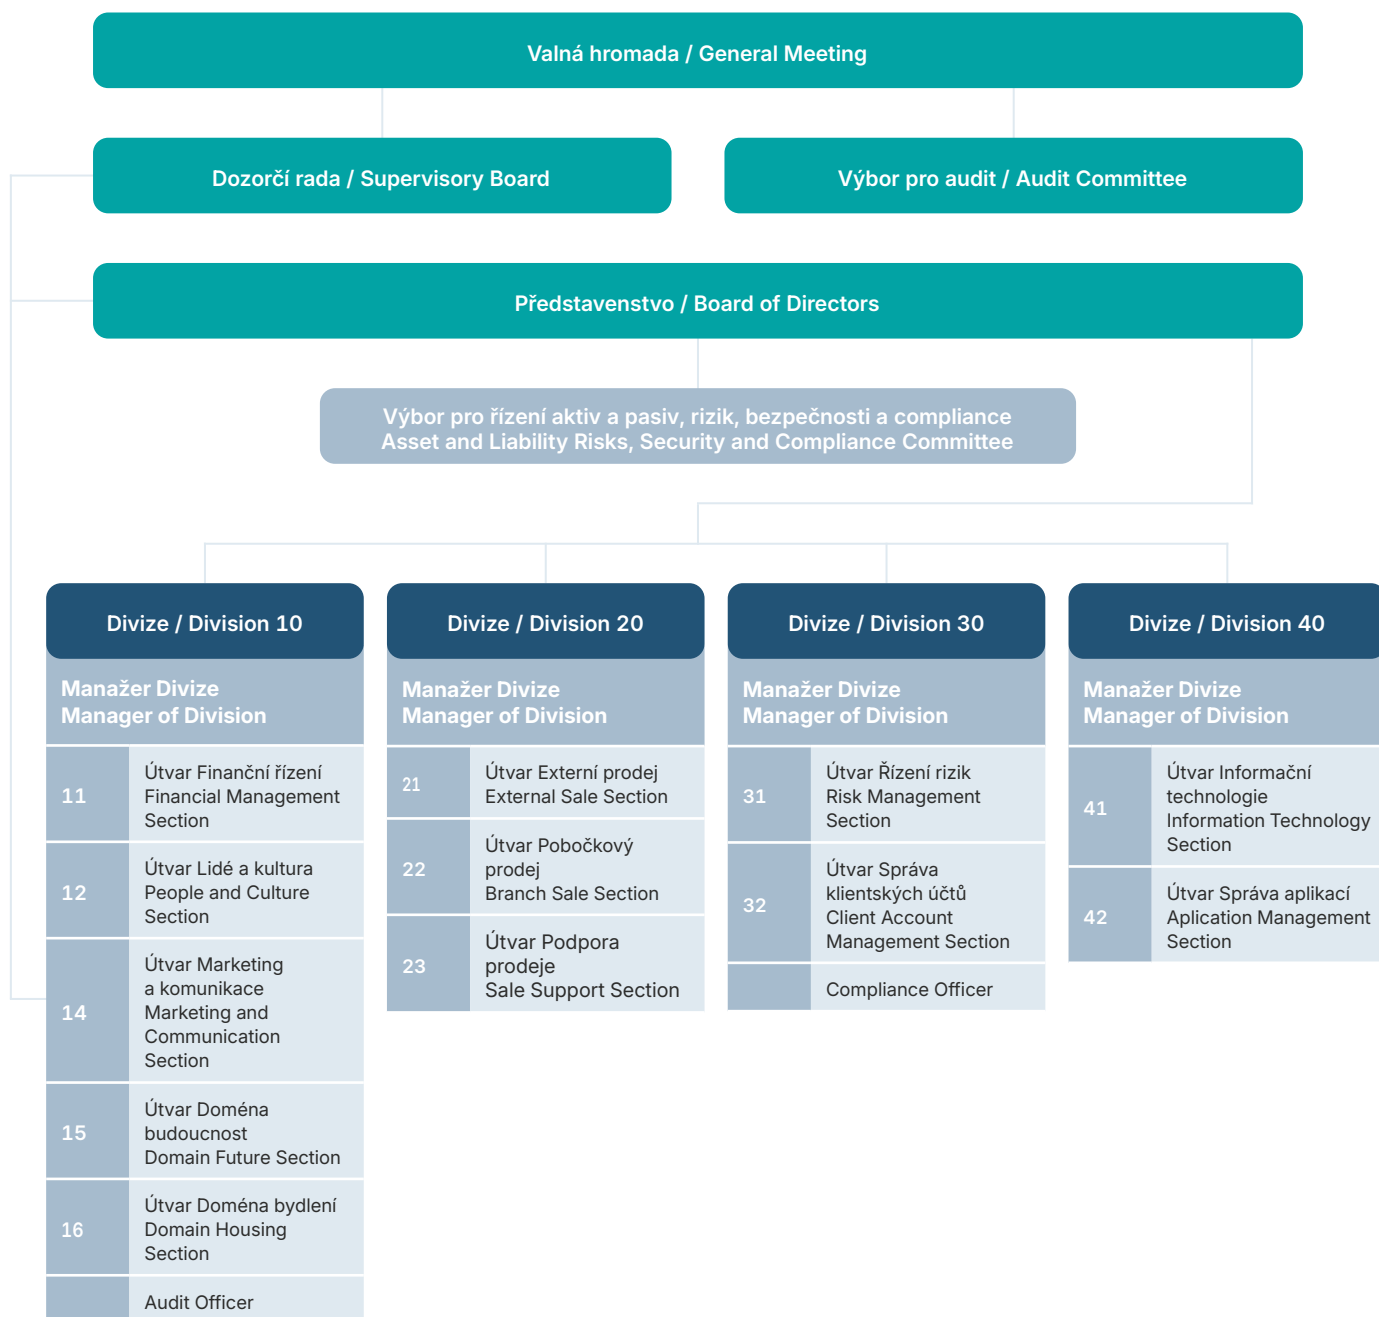 Valná hromada / General Meeting
Dozorčí rada / Supervisory Board
Výbor pro audit / Audit Committee
Představenstvo / Board of Directors
Výbor pro řízení aktiv a pasiv, rizik, bezpečnosti a compliance
Asset and Liability Risks, Security and Compliance Committee
Divize / Division 10
Manažer Divize
Manager of Division
11
Útvar Finanční řízení
Financial Management
Section
12
Útvar Lidé a kultura
People and Culture
Section
14
Útvar Marketing
a komunikace
Marketing and
Communication
Section
15
Útvar Doména
budoucnost
Domain Future Section
16
Útvar Doména bydlení
Domain Housing
Section
Audit Officer
Divize / Division 20
Manažer Divize
Manager of Division
21
Útvar Externí prodej
External Sale Section
22
Útvar Pobočkový
prodej
Branch Sale Section
23
Útvar Podpora
prodeje
Sale Support Section
Divize / Division 30
Manažer Divize
Manager of Division
31
Útvar Řízení rizik
Risk Management
Section
32
Útvar Správa
klientských účtů
Client Account
Management Section
Compliance Officer
Divize / Division 40
Manažer Divize
Manager of Division
41
Útvar Informační
technologie
Information Technology
Section
42
Útvar Správa aplikací
Aplication Management
Section